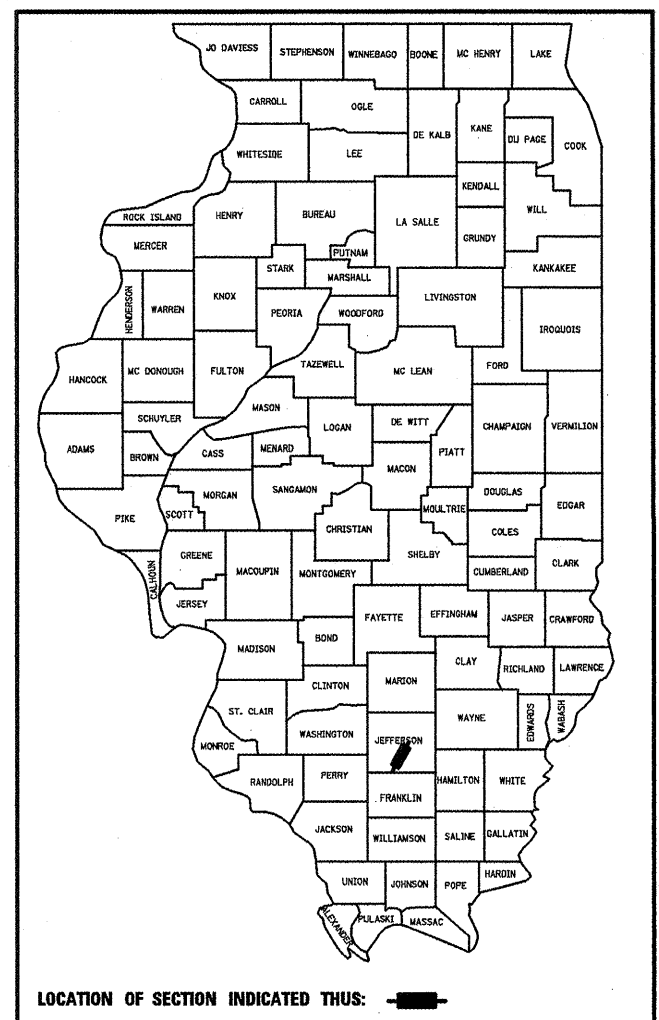 JO DAVIESS STEPHENSON WINNEBAGO BOONE MC HENRY LAKE
CARROLL OGLE DE KALB KANE DU PAGE COOK
WHITESIDE LEE
KENDALL WILL
ROCK ISLAND HENRY BUREAU LA SALLE GRUNDY
MERCER PUTNAM
STARK MARSHALL KANKAKEE
HENDERSON WARREN KNOX PEORIA WOODFORD LIVINGSTON IROQUOIS
HANCOCK MC DONOUGH FULTON TAZEWELL MC LEAN FORD
MASON
SCHUYLER LOGAN DE WITT CHAMPAIGN VERMILION
ADAMS BROWN CASS MENARD MACON PIATT
PIKE SCOTT MORGAN SANGAMON MOULTRIE DOUGLAS EDGAR
CHRISTIAN COLES
CALHOUN GREENE MACOUPIN MONTGOMERY SHELBY CUMBERLAND CLARK
JERSEY
FAYETTE EFFINGHAM JASPER CRAWFORD
MADISON BOND
CLAY RICHLAND LAWRENCE
CLINTON MARION
ST. CLAIR WAYNE EDWARDS WABASH
MONROE WASHINGTON JEFFERSON
RANDOLPH PERRY HAMILTON WHITE
FRANKLIN
JACKSON WILLIAMSON SALINE GALLATIN
UNION JOHNSON POPE HARDIN
ALEXANDER PULASKI MASSAC
LOCATION OF SECTION INDICATED THUS: